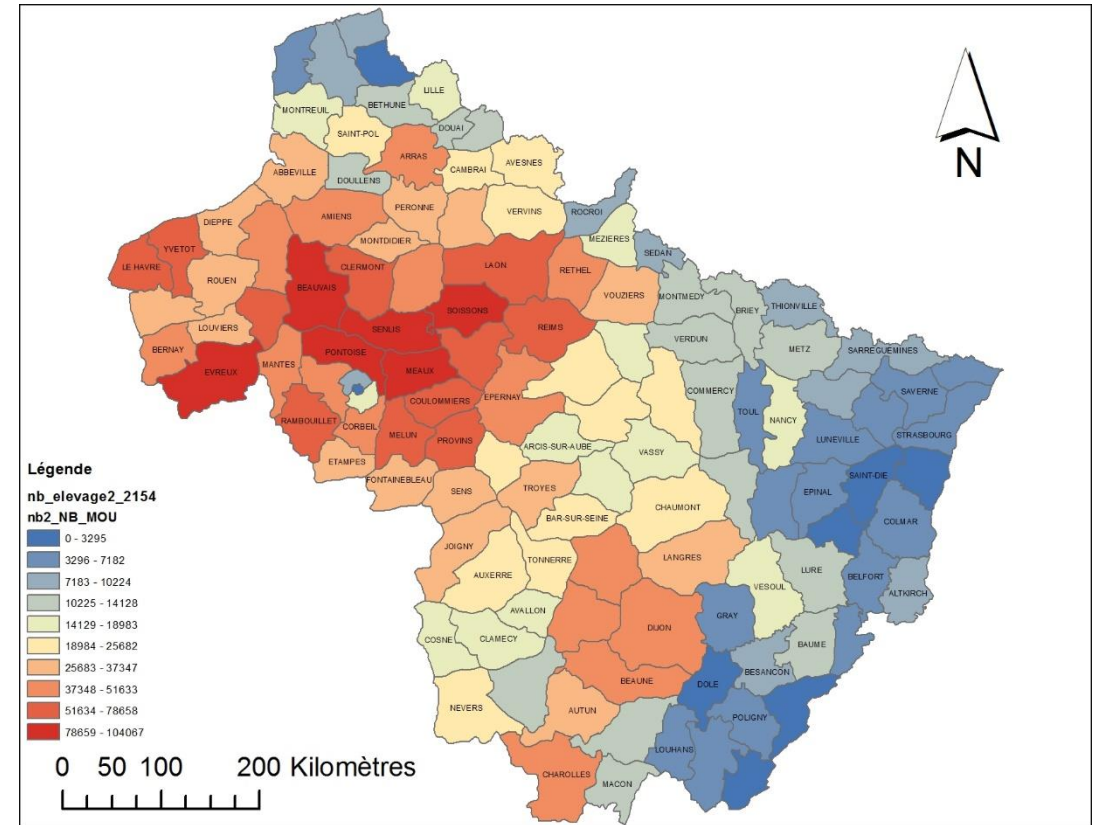 LILLE
MONTREUIL
BETHUNE
DOUAI
SAINT-POL
ARRAS
AVESNES
CAMBRAI
ABBEVILLE
DOULLENS
PERONNE
VERVINS
ROCROI
AMIENS
DIEPPE
MEZIERES
YVETOT
MONTDIDIER
SEDAN
LE HAVRE
CLERMONT
LAON
RETHEL
ROUEN
BEAUVAIS
VOUZIERS
MONTMEDY
BRIEY
THIONVILLE
SOISSONS
LOUVIERS
SENLIS
REIMS
VERDUN
METZ
SARREGUEMINES
BERNAY
PONTOISE
EVREUX
MANTES
MEAUX
COMMERCY
SAVERNE
COULOMMIERS
EPERNAY
TOUL
NANCY
RAMBOUILLET
CORBEIL
MELUN
PROVINS
LUNEVILLE
STRASBOURG
ARCIS-SUR-AUBE
VASSY
ETAMPES
SAINT-DIE
FONTAINEBLEAU
SENS
TROYES
EPINAL
CHAUMONT
BAR-SUR-SEINE
COLMAR
JOIGNY
LANGRES
TONNERRE
AUXERRE
LURE
VESOUL
BELFORT
ALTKIRCH
AVALLON
GRAY
DIJON
COSNE
CLAMECY
BAUME
BESANCON
BEAUNE
DOLE
NEVERS
AUTUN
POLIGNY
LOUHANS
CHAROLLES
MACON
N
Légende
nb_elevage2_2154
nb2_NB_MOU
0 - 3295
3296 - 7182
7183 - 10224
10225 - 14128
14129 - 18983
18984 - 25682
25683 - 37347
37348 - 51633
51634 - 78658
78659 - 104067
0 50 100 200 Kilomètres